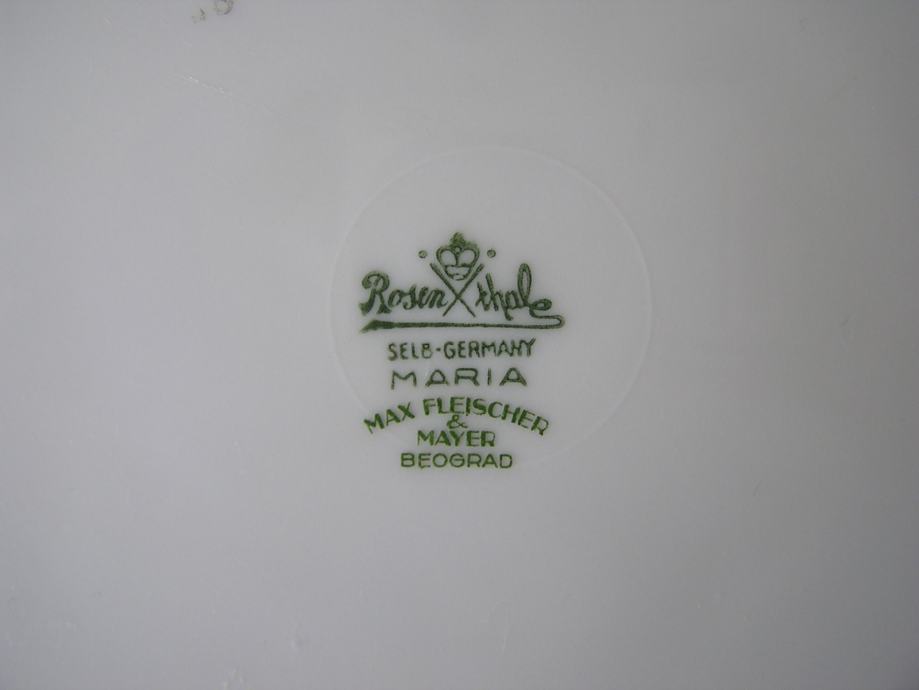 Rosenthal
SELB-GERMANY
MARIA
MAX FLEISCHER
&
MAYER
BEOGRAD